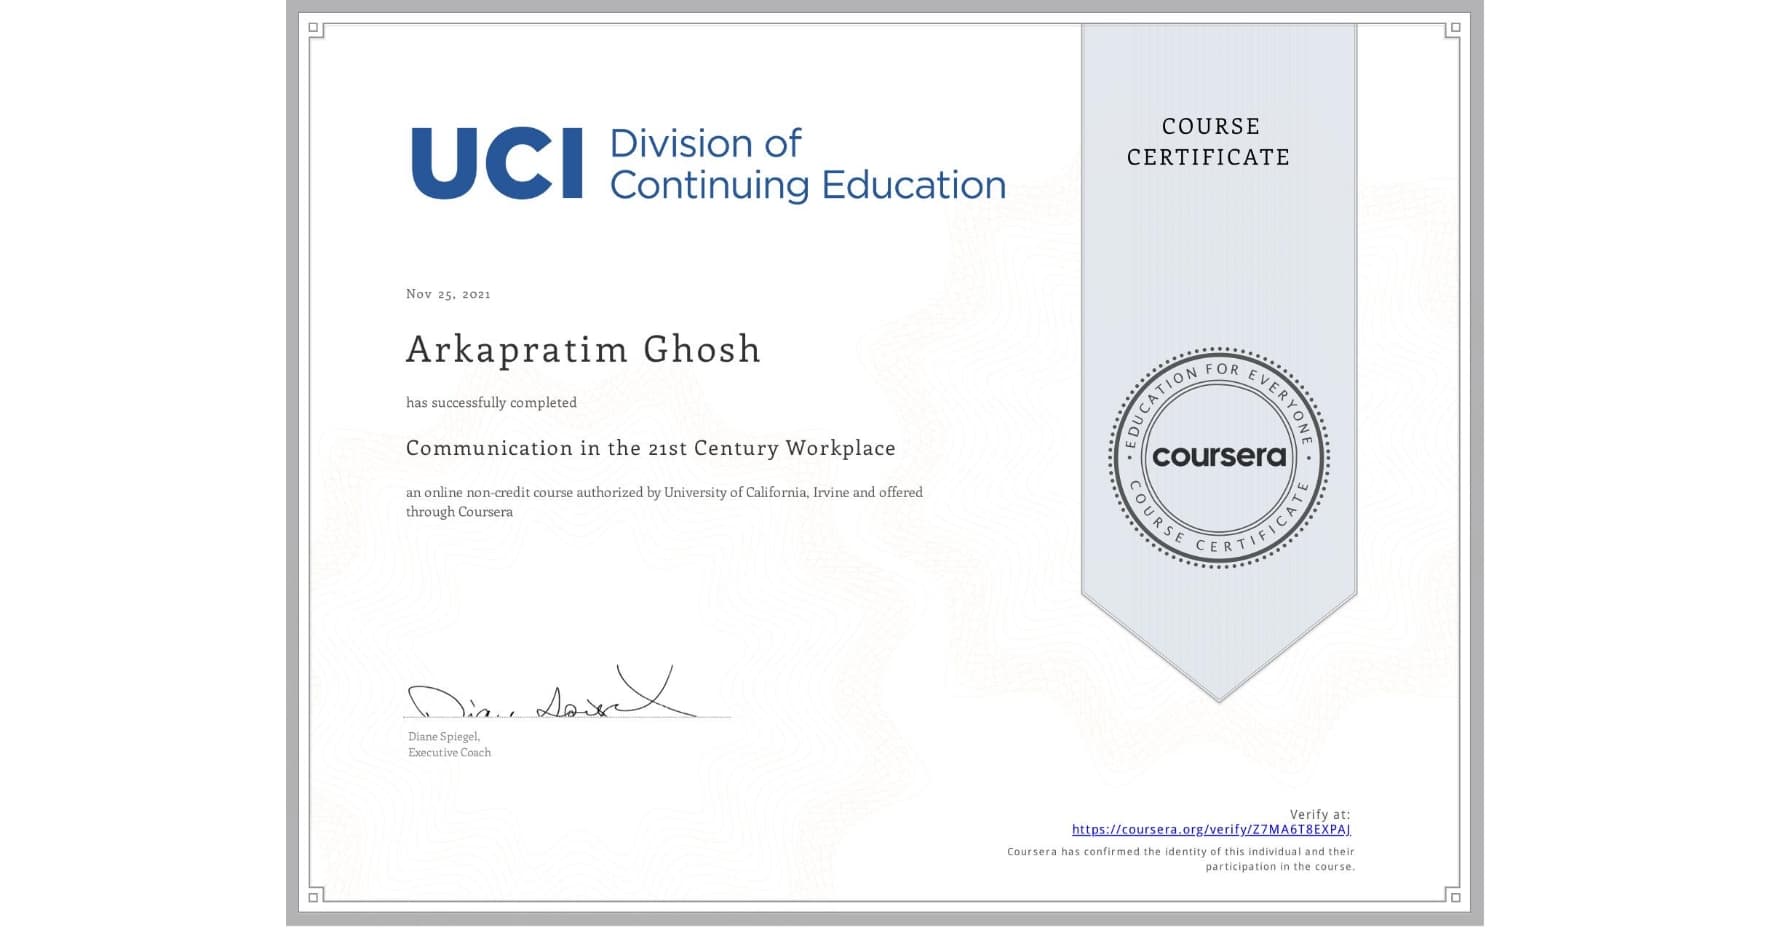 UCI Division of
Continuing Education
COURSE
CERTIFICATE
Nov 25, 2021
Arkapratim Ghosh
has successfully completed
Communication in the 21st Century Workplace
an online non-credit course authorized by University of California, Irvine and offered
through Coursera
EDUCATION FOR EVERYONE
coursera
COURSE CERTIFICATE
Diane Spiegel,
Executive Coach
Verify at:
https://coursera.org/verify/Z7MA6T8EXPAJ
Coursera has confirmed the identity of this individual and their
participation in the course.